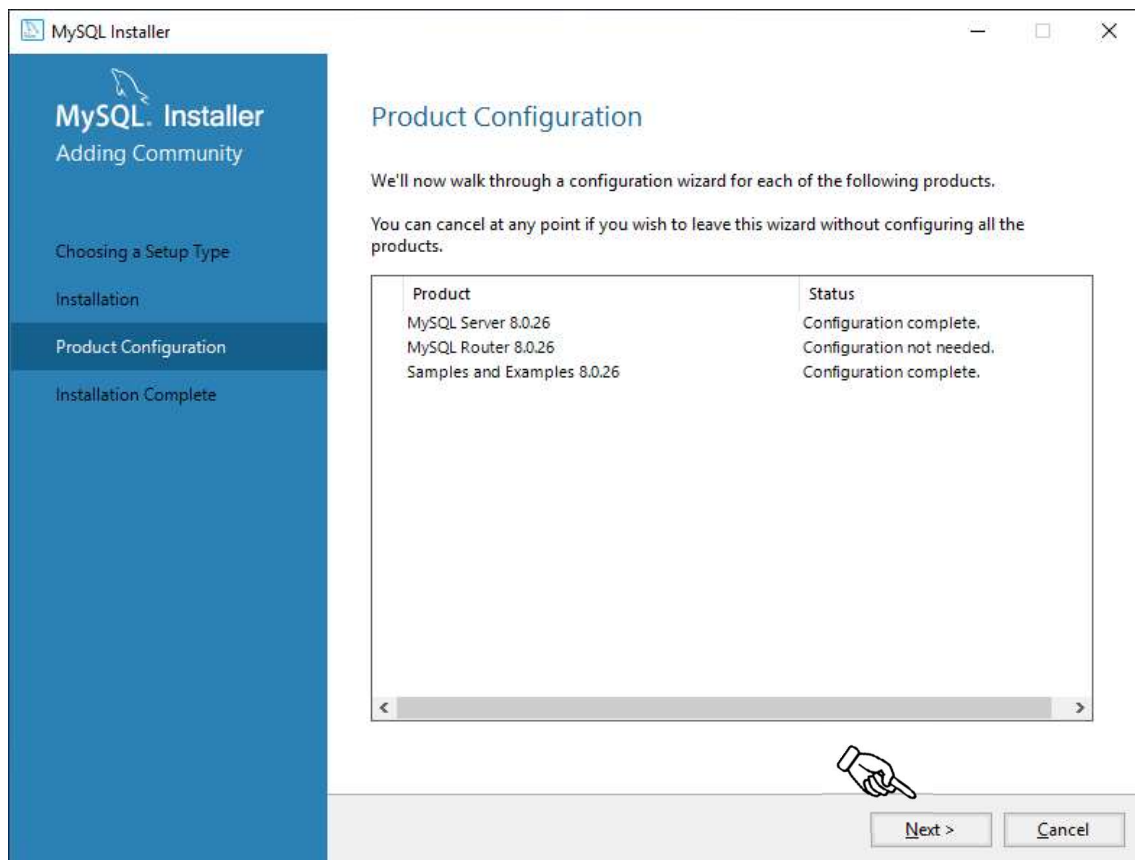 MySQL Installer
MySQL. Installer
Adding Community
Choosing a Setup Type
Installation
Product Configuration
Installation Complete
Product Configuration
We'll now walk through a configuration wizard for each of the following products.
You can cancel at any point if you wish to leave this wizard without configuring all the
products.
Product Status
MySQL Server 8.0.26 Configuration complete.
MySQL Router 8.0.26 Configuration not needed.
Samples and Examples 8.0.26 Configuration complete.
Next > Cancel